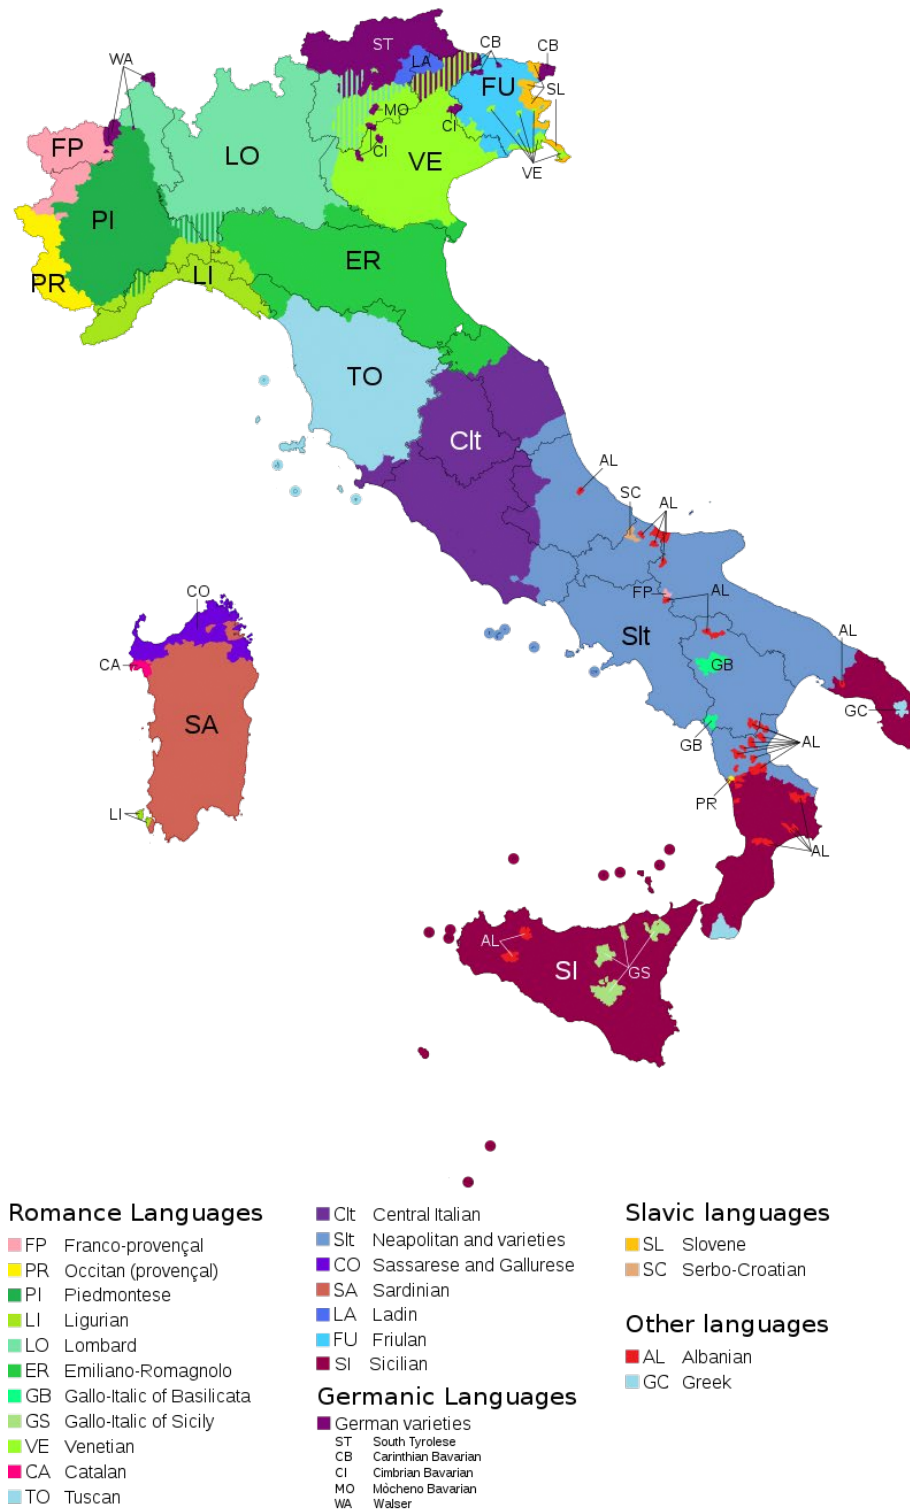 ST
CB
CB
WA
LA
FU
SL
MO
CI
CI
FP
LO
VE
VE
PI
ER
PR
LI
TO
Clt
AL
SC
AL
CO
FP
AL
Slt
AL
CA
GB
SA
GC
GB
AL
PR
LI
AL
AL
SI
GS
Romance Languages
FP Franco-provençal
PR Occitan (provençal)
PI Piedmontese
LI Ligurian
LO Lombard
ER Emiliano-Romagnolo
GB Gallo-Italic of Basilicata
GS Gallo-Italic of Sicily
VE Venetian
CA Catalan
TO Tuscan
Clt Central Italian
Slt Neapolitan and varieties
CO Sassarese and Gallurese
SA Sardinian
LA Ladin
FU Friulan
SI Sicilian
Germanic Languages
German varieties
ST South Tyrolese
CB Carinthian Bavarian
CI Cimbrian Bavarian
MO Mòcheno Bavarian
WA Walser
Slavic languages
SL Slovene
SC Serbo-Croatian
Other languages
AL Albanian
GC Greek